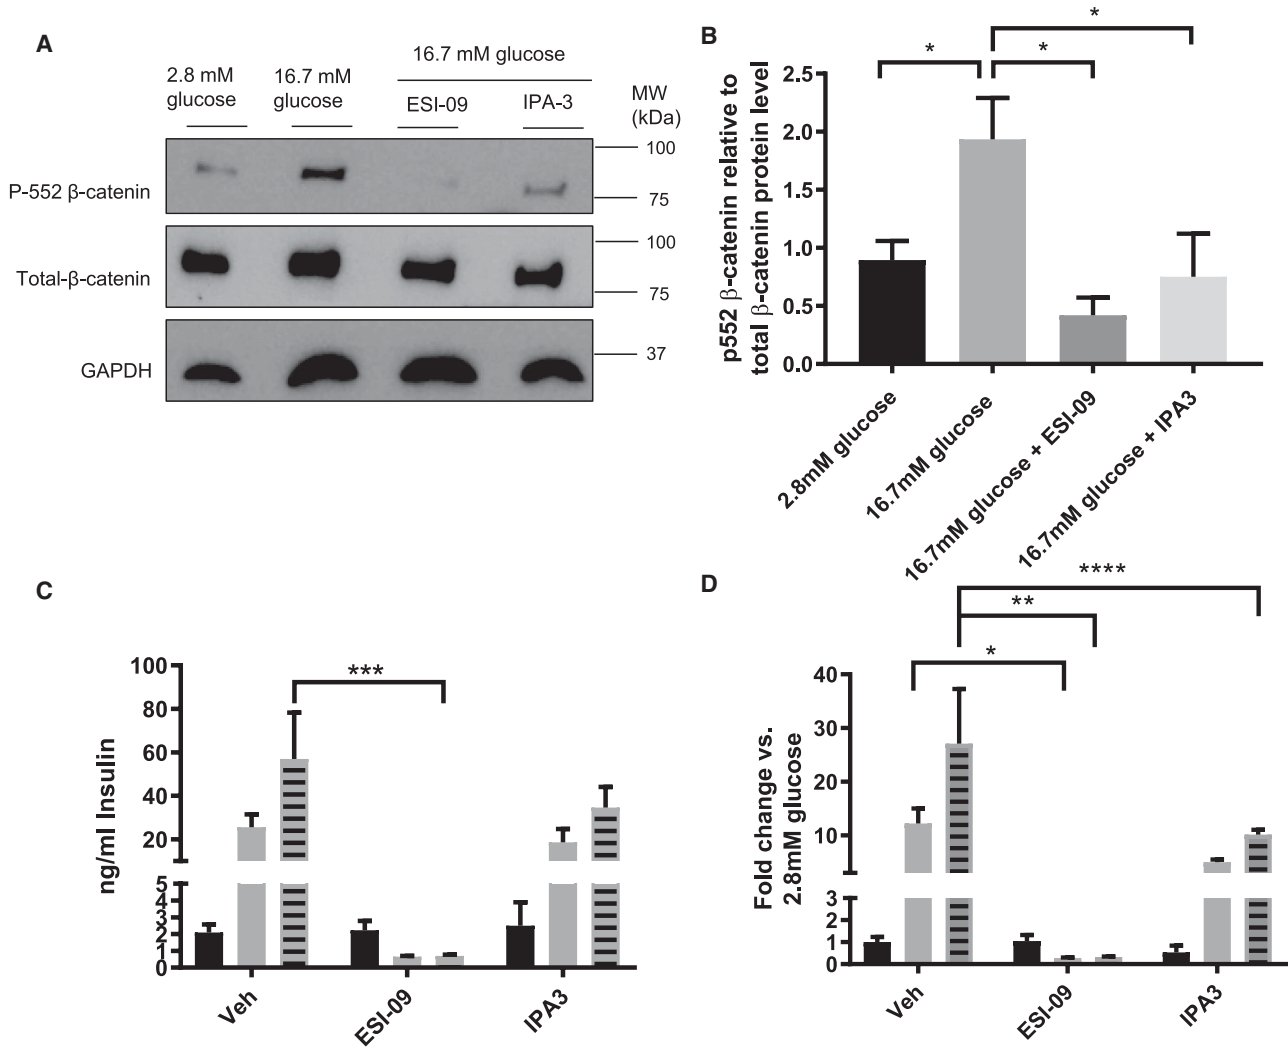 A
2.8 mM
glucose
16.7 mM
glucose
16.7 mM glucose
ESI-09
IPA-3
MW
(kDa)
P-552 β-catenin
100
75
Total-β-catenin
100
75
GAPDH
37
B
*
*
*
p552 β-catenin relative to
total β-catenin protein level
2.5
2.0
1.5
1.0
0.5
0.0
2.8mM glucose
16.7mM glucose
16.7mM glucose + ESI-09
16.7mM glucose + IPA3
C
***
ng/ml Insulin
100
80
60
40
20
5
4
3
2
1
0
Veh
ESI-09
IPA3
D
****
**
*
Fold change vs.
2.8mM glucose
40
30
20
10
3
2
1
0
Veh
ESI-09
IPA3